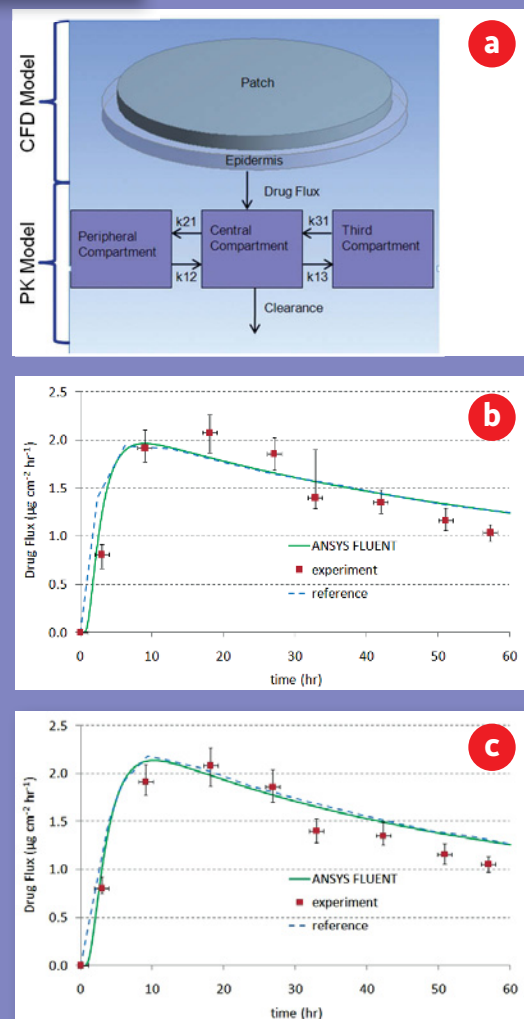 a
CFD Model
Patch
Epidermis
Drug Flux
PK Model
k21
k31
Peripheral
Compartment
Central
Compartment
Third
Compartment
k12
k13
Clearance
b
2.5
2.0
1.5
1.0
0.5
0.0
Drug Flux (µg cm⁻² hr⁻¹)
ANSYS FLUENT
experiment
reference
0
10
20
30
40
50
60
time (hr)
c
2.5
2.0
1.5
1.0
0.5
0.0
Drug Flux (µg cm⁻² hr⁻¹)
ANSYS FLUENT
experiment
reference
0
10
20
30
40
50
60
time (hr)